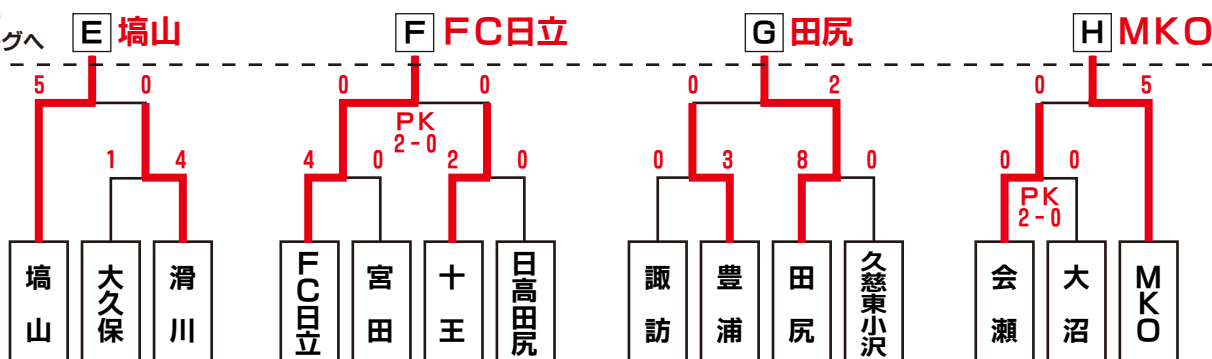 グへ E 塙山 F FC日立 G 田尻 H MKO
5 0 0 0 0 2 0 5
PK
2-0
1 4 4 0 2 0 0 3 8 0 0 0
PK
2-0
塙山 大久保 滑川 FC日立 宮田 十王 日高田尻 諏訪 豊浦 田尻 久慈東小沢 会瀬 大沼 MKO